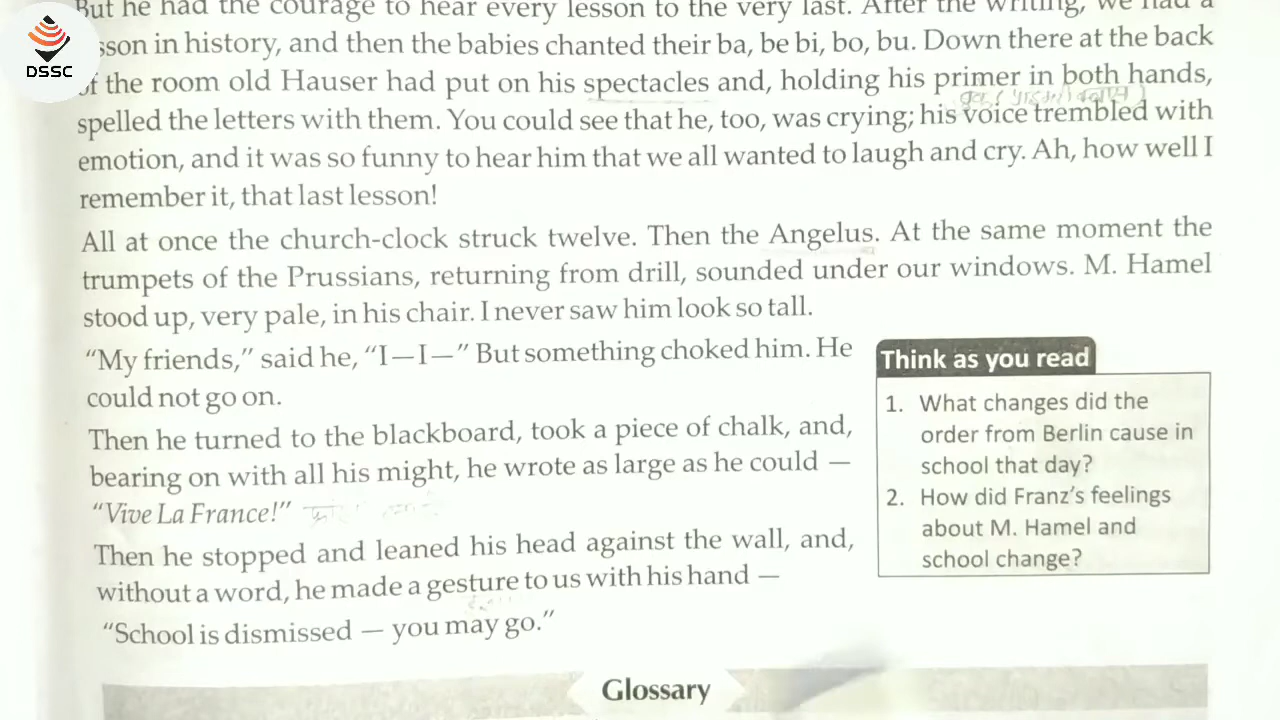 But he had the courage to hear every lesson to the very last. After the writing, we had a
sson in history, and then the babies chanted their ba, be bi, bo, bu. Down there at the back
of the room old Hauser had put on his spectacles and, holding his primer in both hands,
spelled the letters with them. You could see that he, too, was crying; his voice trembled with
emotion, and it was so funny to hear him that we all wanted to laugh and cry. Ah, how well I
remember it, that last lesson!
All at once the church-clock struck twelve. Then the Angelus. At the same moment the
trumpets of the Prussians, returning from drill, sounded under our windows. M. Hamel
stood up, very pale, in his chair. I never saw him look so tall.
“My friends,” said he, “I—I—” But something choked him. He
could not go on.
Then he turned to the blackboard, took a piece of chalk, and,
bearing on with all his might, he wrote as large as he could —
“Vive La France!”
Then he stopped and leaned his head against the wall, and,
without a word, he made a gesture to us with his hand —
“School is dismissed — you may go.”
Think as you read
1. What changes did the
order from Berlin cause in
school that day?
2. How did Franz’s feelings
about M. Hamel and
school change?
Glossary
DSSC